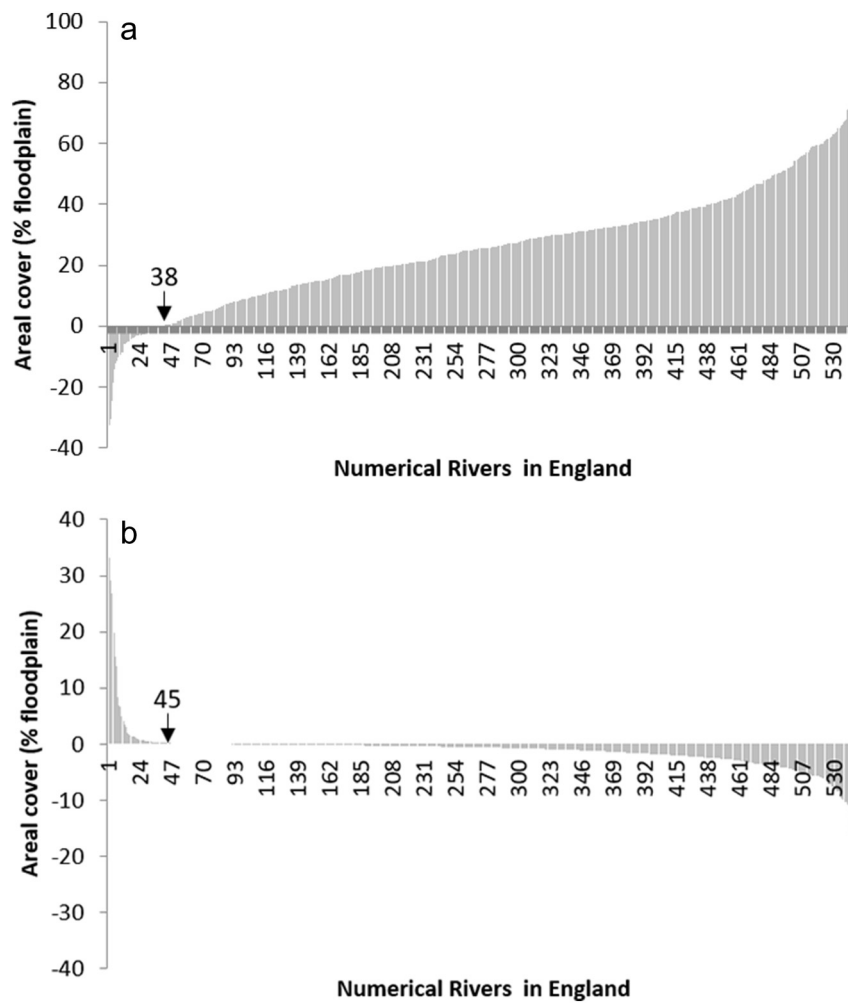 a
100
80
60
40
20
0
-20
-40
Areal cover (% floodplain)
38
1 24 47 70 93 116 139 162 185 208 231 254 277 300 323 346 369 392 415 438 461 484 507 530
Numerical Rivers in England
b
40
30
20
10
0
-10
-20
-30
-40
Areal cover (% floodplain)
45
1 24 47 70 93 116 139 162 185 208 231 254 277 300 323 346 369 392 415 438 461 484 507 530
Numerical Rivers in England